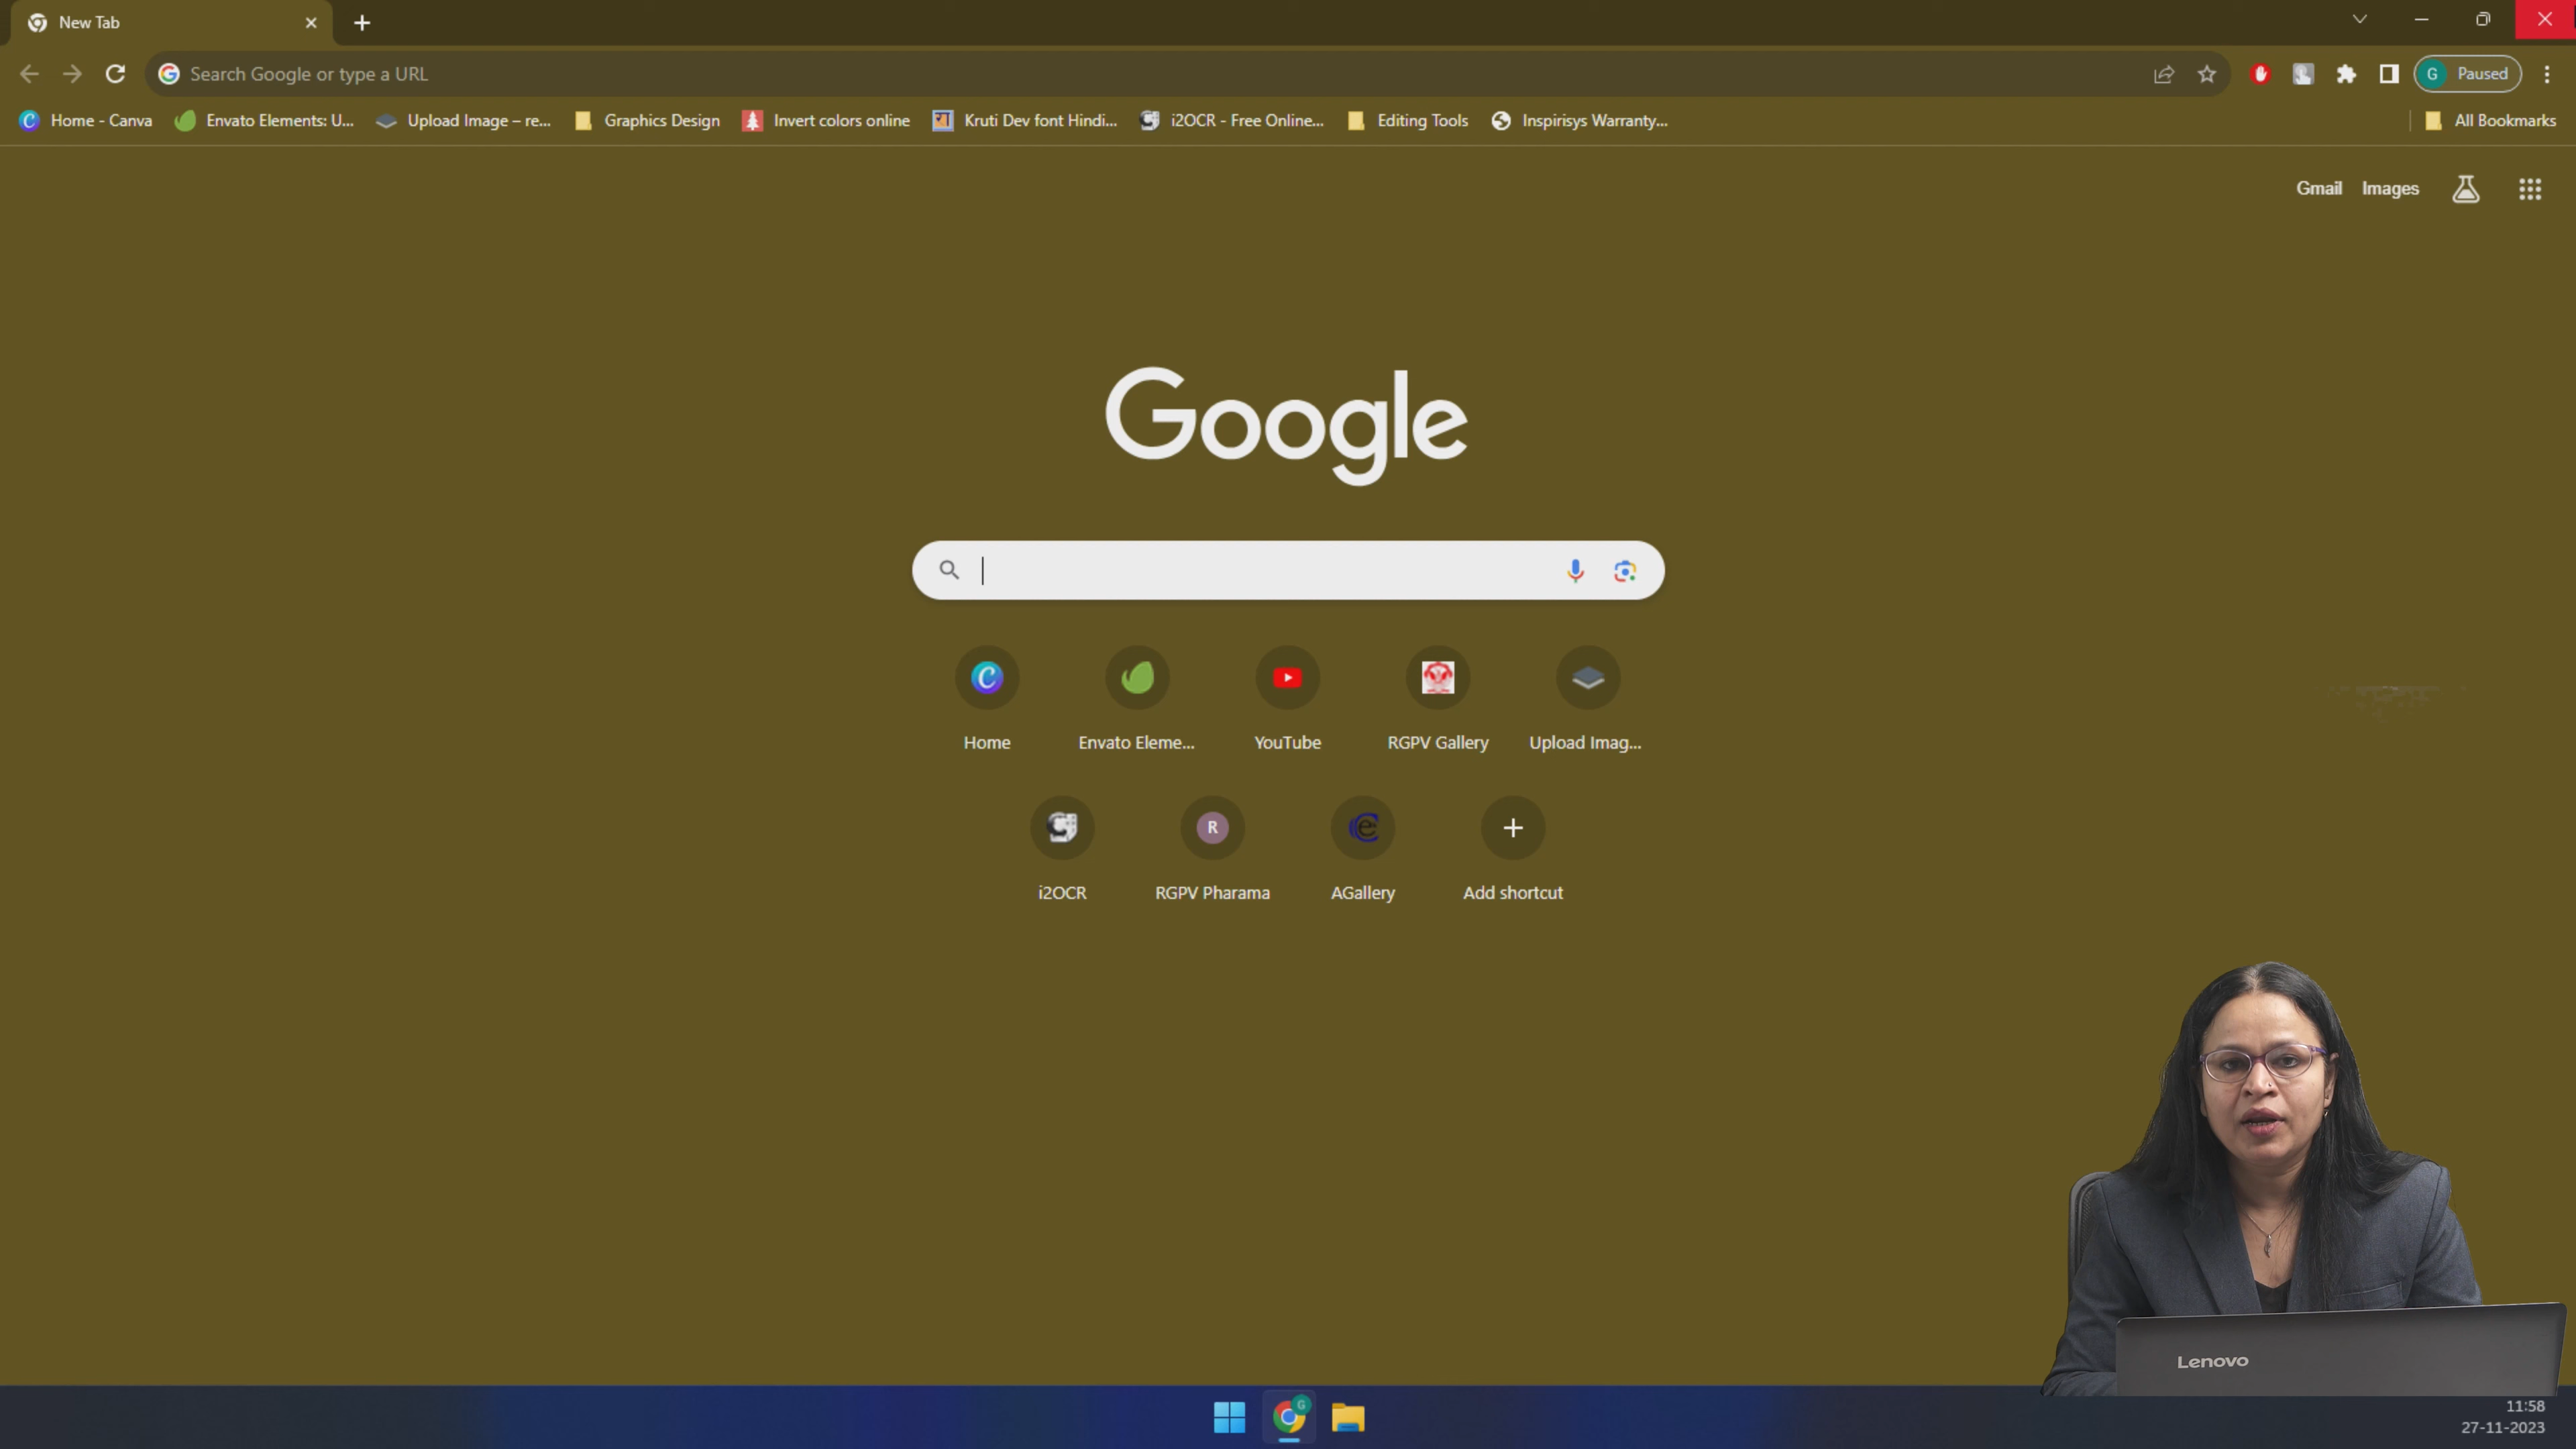 New Tab
Search Google or type a URL
G Paused
Home - Canva Envato Elements: U... Upload Image – re... Graphics Design Invert colors online Kruti Dev font Hindi... i2OCR - Free Online... Editing Tools Inspirisys Warranty... All Bookmarks
Gmail Images
Google
Home Envato Eleme... YouTube RGPV Gallery Upload Imag...
R
i2OCR RGPV Pharama AGallery Add shortcut
Lenovo
G
11:58
27-11-2023